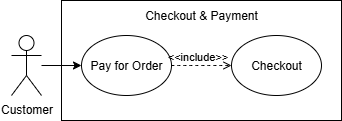 Checkout & Payment
<<include>>
Pay for Order
Checkout
Customer